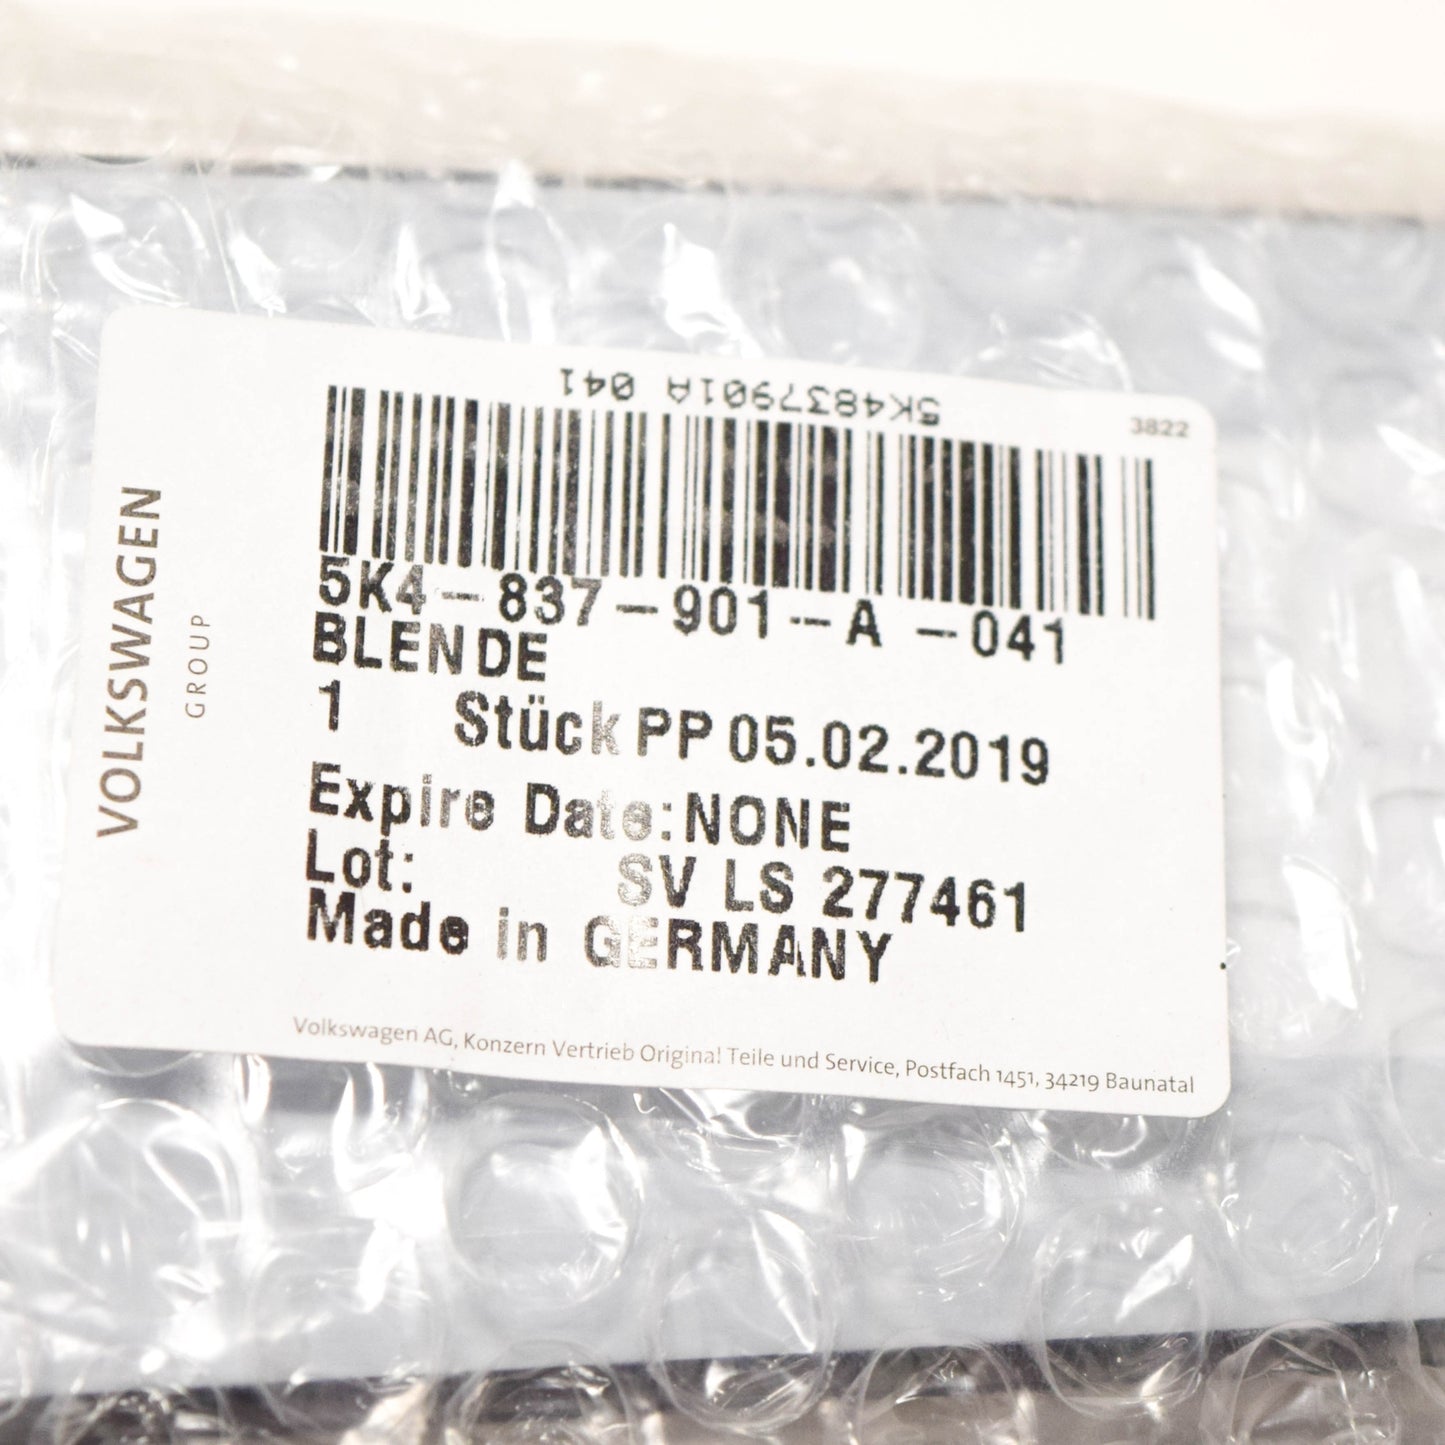 5K4837901A 041
3822
VOLKSWAGEN
GROUP
5K4-837-901--A -041
BLENDE
1 Stück PP 05.02.2019
Expire Date:NONE
Lot: SV LS 277461
Made in GERMANY
Volkswagen AG, Konzern Vertrieb Original Teile und Service, Postfach 1451, 34219 Baunatal